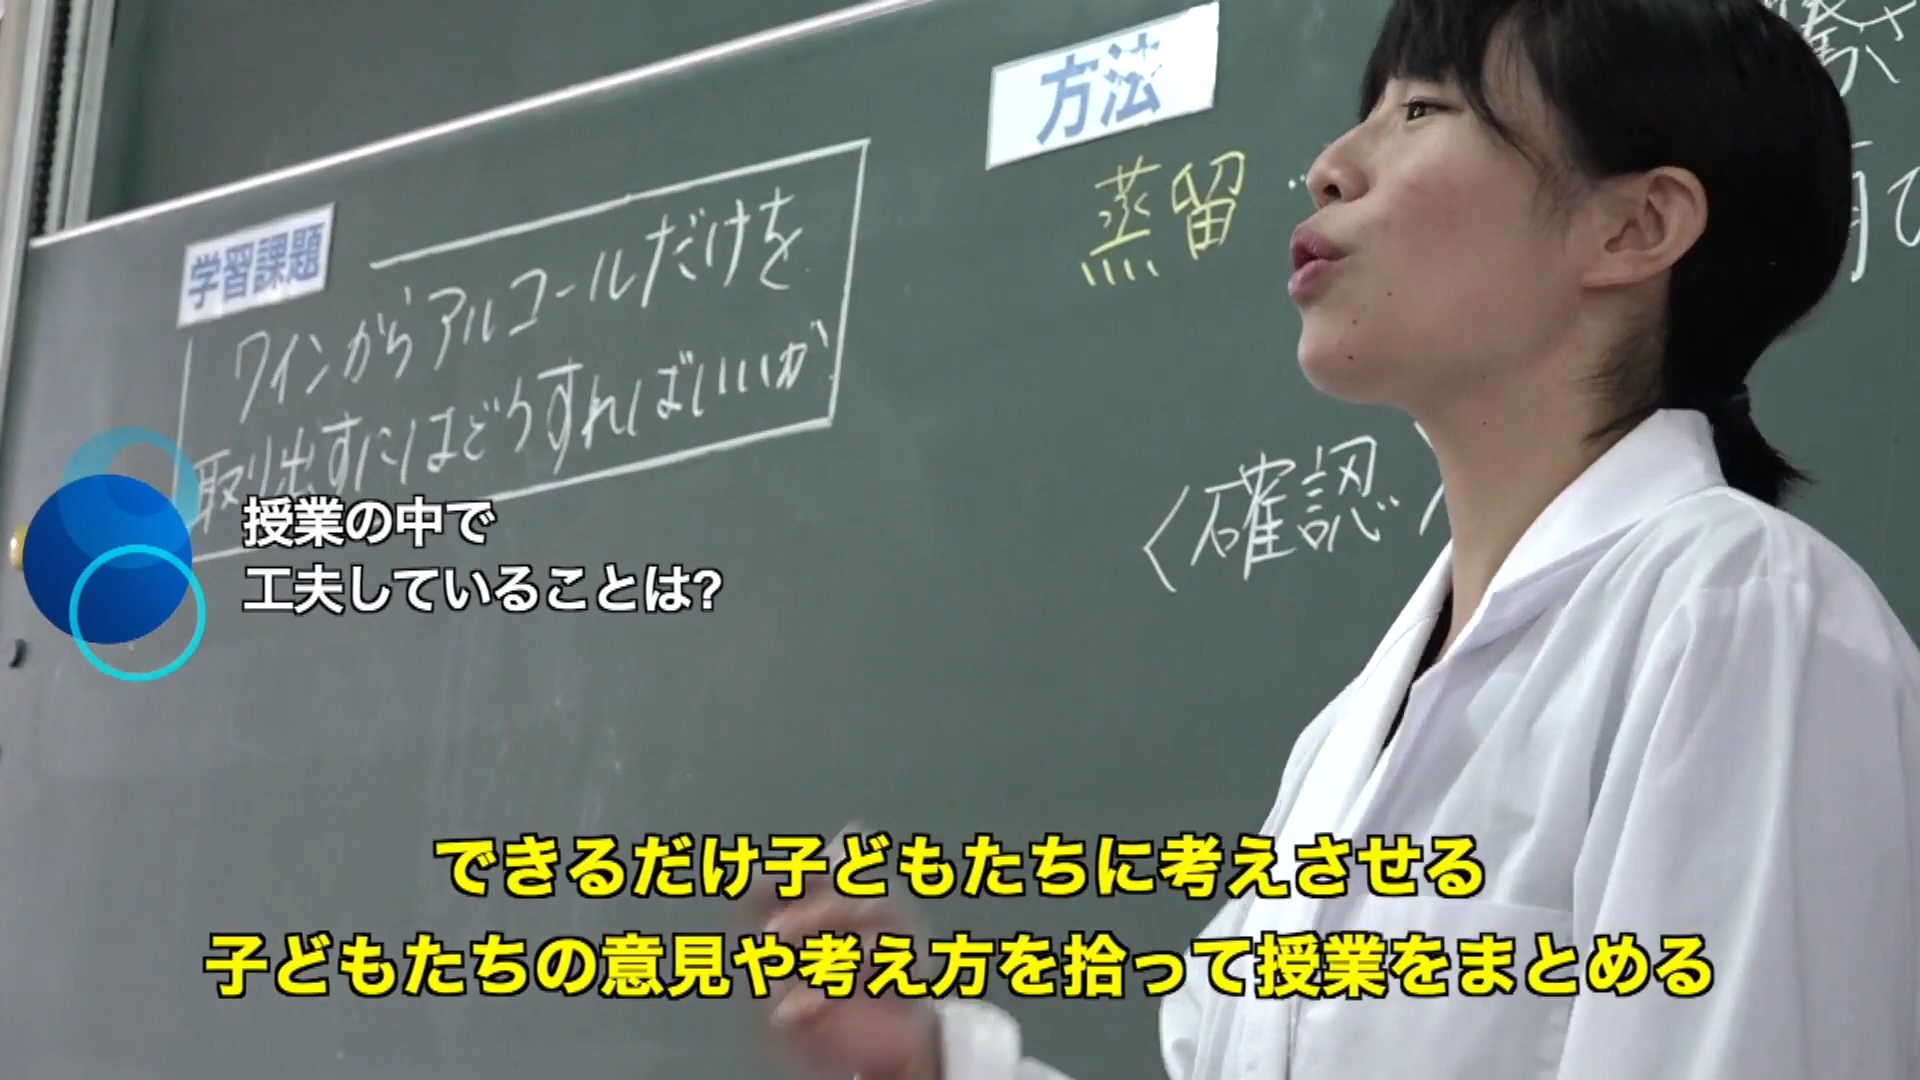 学習課題
ワインからアルコールだけを
取り出すにはどうすればいいか
方法
蒸留
〈確認〉
授業の中で
工夫していることは?
できるだけ子どもたちに考えさせる
子どもたちの意見や考え方を拾って授業をまとめる